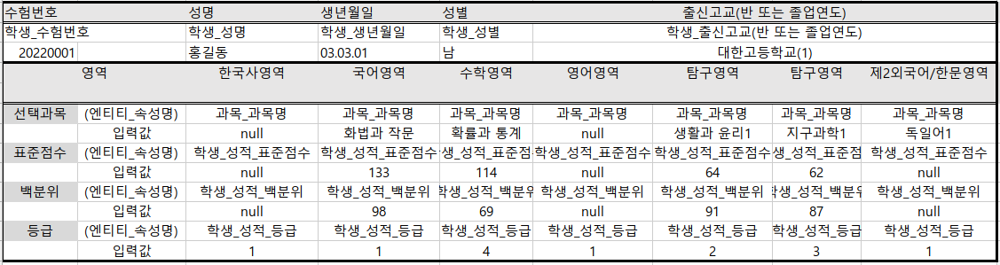 수험번호 성명 생년월일 성별 출신고교(반 또는 졸업연도)
학생_수험번호 학생_성명 학생_생년월일 학생_성별 학생_출신고교(반 또는 졸업연도)
20220001 홍길동 03.03.01 남 대한고등학교(1)
영역 한국사영역 국어영역 수학영역 영어영역 탐구영역 탐구영역 제2외국어/한문영역
선택과목 (엔티티_속성명) 과목_과목명 과목_과목명 과목_과목명 과목_과목명 과목_과목명 과목_과목명 과목_과목명
입력값 null 화법과 작문 확률과 통계 null 생활과 윤리1 지구과학1 독일어1
표준점수 (엔티티_속성명) 학생_성적_표준점수 학생_성적_표준점수 생_성적_표준점 학생_성적_표준점수 학생_성적_표준점수 생_성적_표준점 학생_성적_표준점수
입력값 null 133 114 null 64 62 null
백분위 (엔티티_속성명) 학생_성적_백분위 학생_성적_백분위 학생_성적_백분위 학생_성적_백분위 학생_성적_백분위 학생_성적_백분위 학생_성적_백분위
입력값 null 98 69 null 91 87 null
등급 (엔티티_속성명) 학생_성적_등급 학생_성적_등급 학생_성적_등급 학생_성적_등급 학생_성적_등급 학생_성적_등급 학생_성적_등급
입력값 1 1 4 1 2 3 1